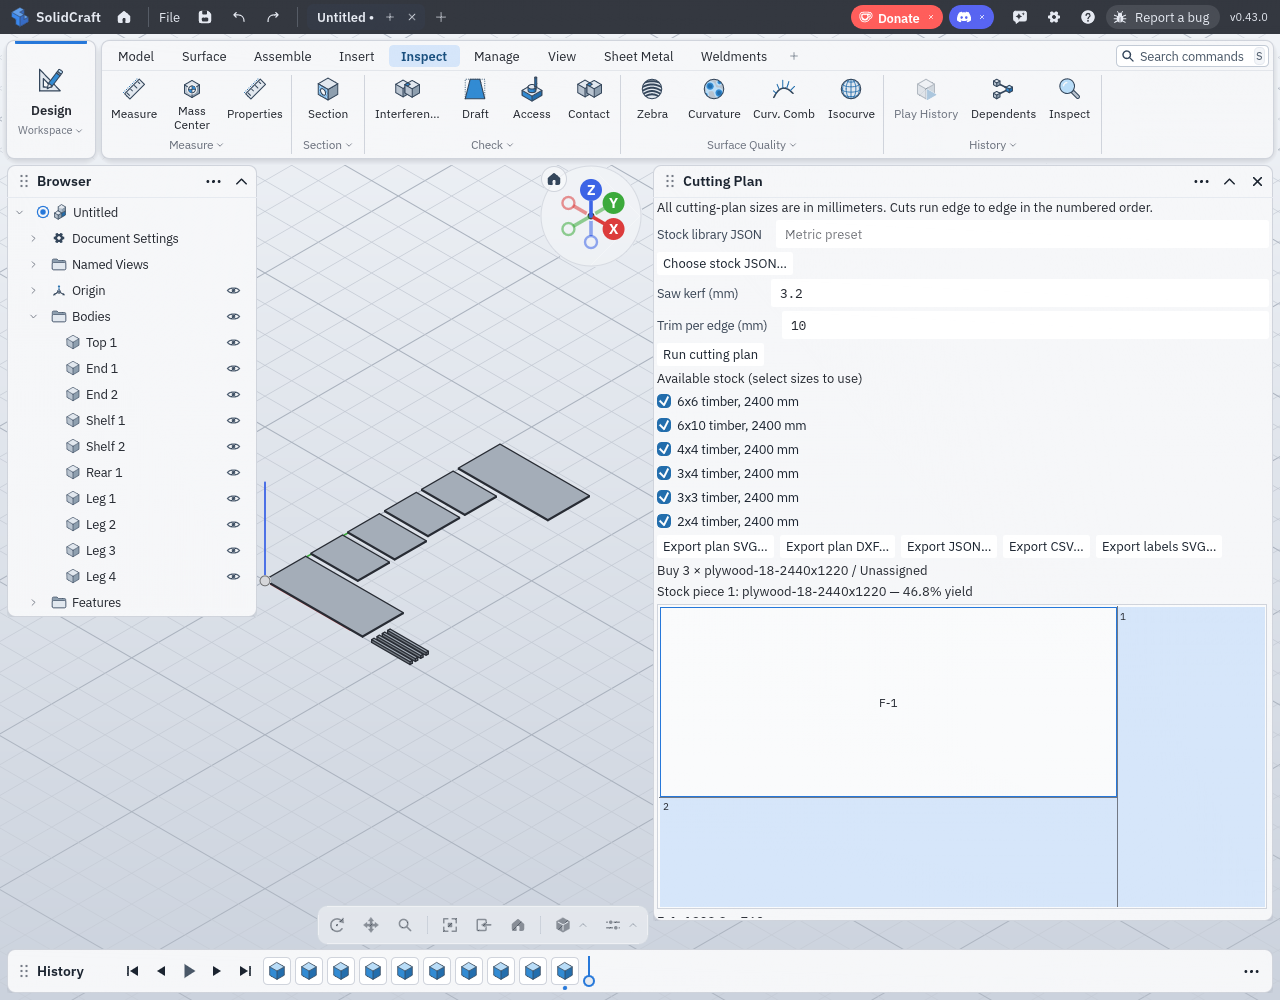 SolidCraft
File
Untitled •
Donate
Report a bug
v0.43.0
Design
Workspace
Model
Surface
Assemble
Insert
Inspect
Manage
View
Sheet Metal
Weldments
Search commands
S
Measure
Mass Center
Properties
Section
Interferen...
Draft
Access
Contact
Zebra
Curvature
Curv. Comb
Isocurve
Play History
Dependents
Inspect
Measure
Section
Check
Surface Quality
History
Browser
Untitled
Document Settings
Named Views
Origin
Bodies
Top 1
End 1
End 2
Shelf 1
Shelf 2
Rear 1
Leg 1
Leg 2
Leg 3
Leg 4
Features
Z
Y
X
Cutting Plan
All cutting-plan sizes are in millimeters. Cuts run edge to edge in the numbered order.
Stock library JSON
Metric preset
Choose stock JSON...
Saw kerf (mm)
3.2
Trim per edge (mm)
10
Run cutting plan
Available stock (select sizes to use)
6x6 timber, 2400 mm
6x10 timber, 2400 mm
4x4 timber, 2400 mm
3x4 timber, 2400 mm
3x3 timber, 2400 mm
2x4 timber, 2400 mm
Export plan SVG...
Export plan DXF...
Export JSON...
Export CSV...
Export labels SVG...
Buy 3 × plywood-18-2440x1220 / Unassigned
Stock piece 1: plywood-18-2440x1220 — 46.8% yield
1
F-1
2
History